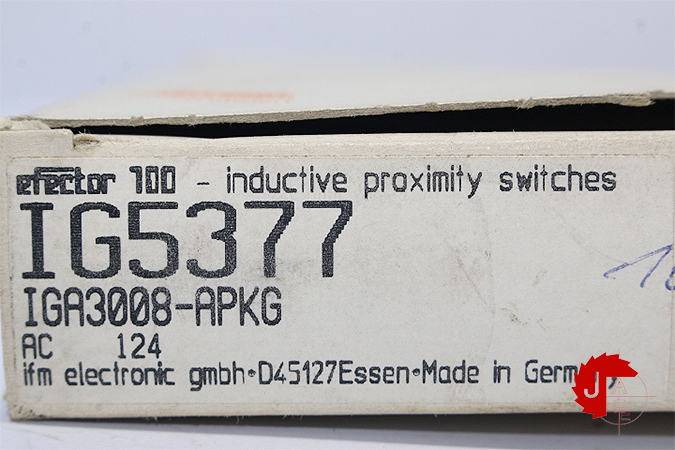 efector 100 - inductive proximity switches
IG5377
IGA3008-APKG
AC 124
ifm electronic gmbh•D45127Essen•Made in Germany
J